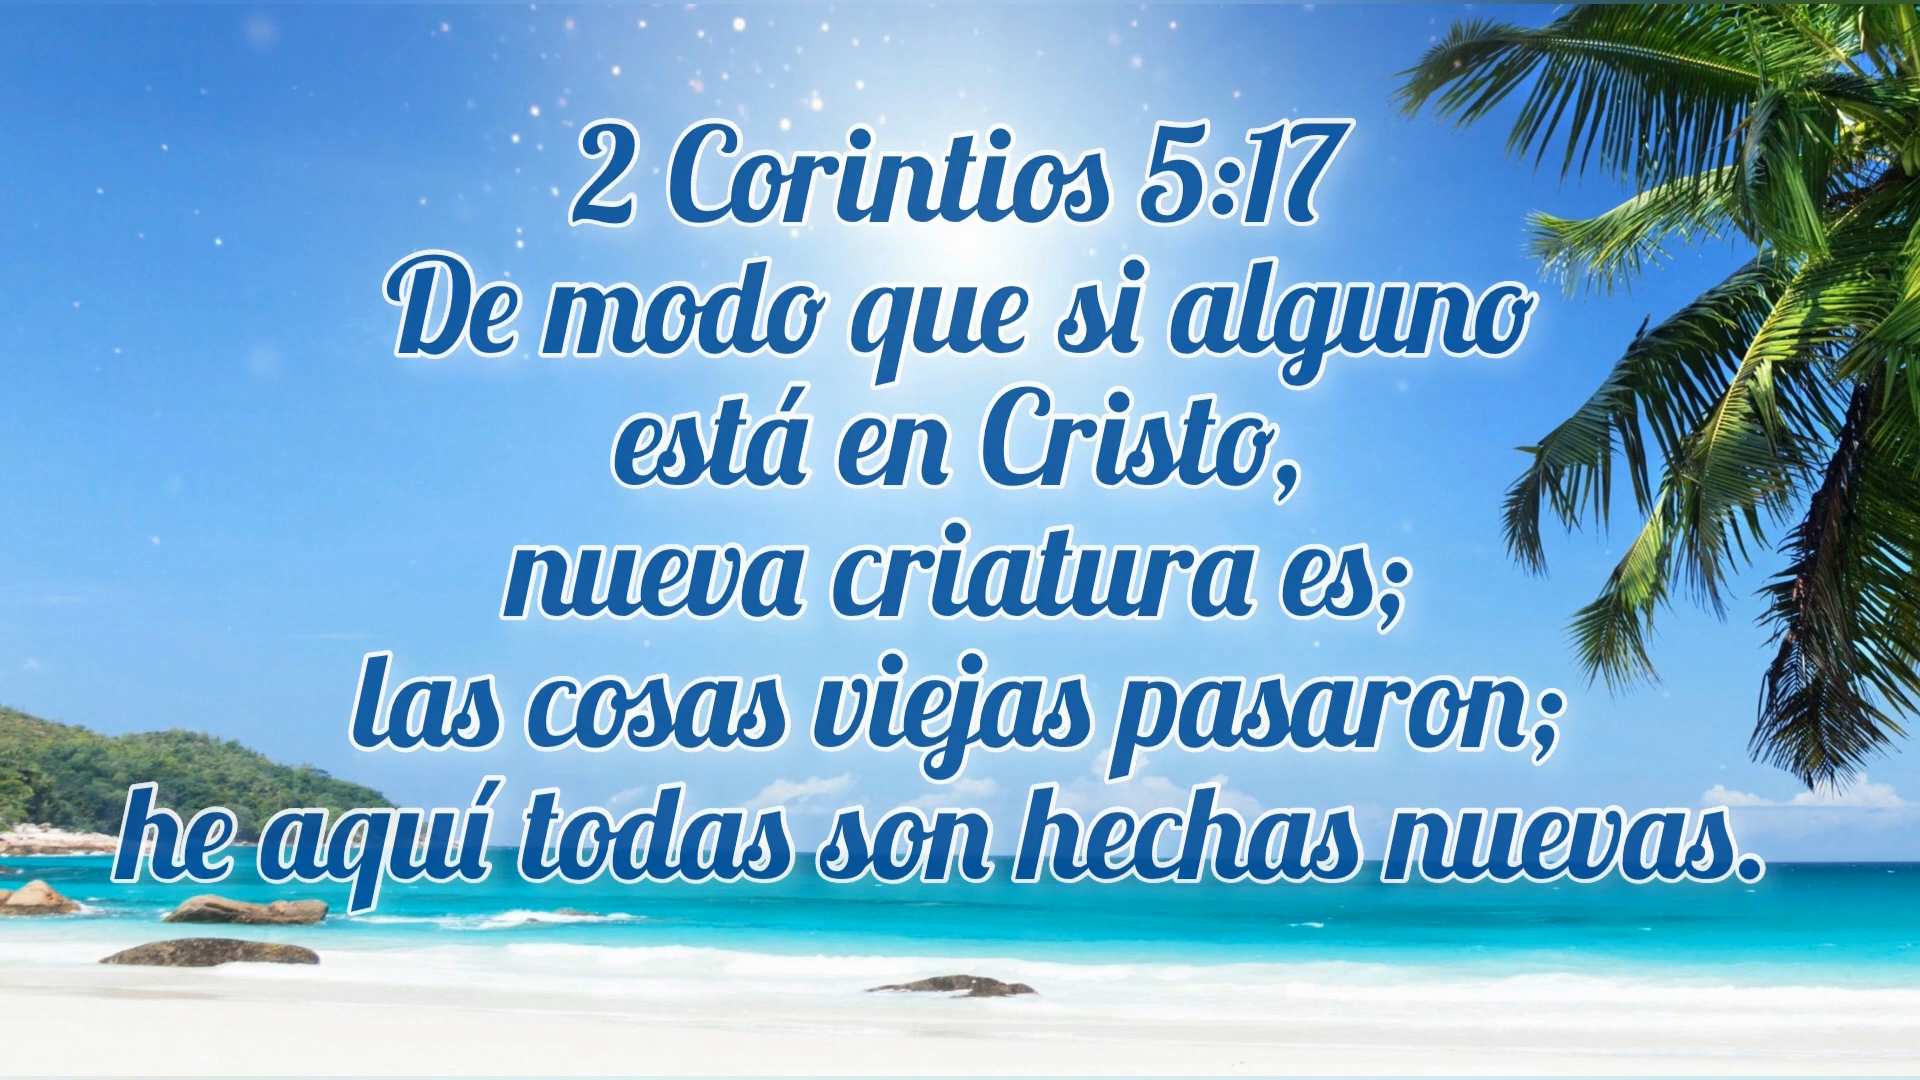 2 Corintios 5:17
De modo que si alguno
está en Cristo,
nueva criatura es;
las cosas viejas pasaron;
he aquí todas son hechas nuevas.